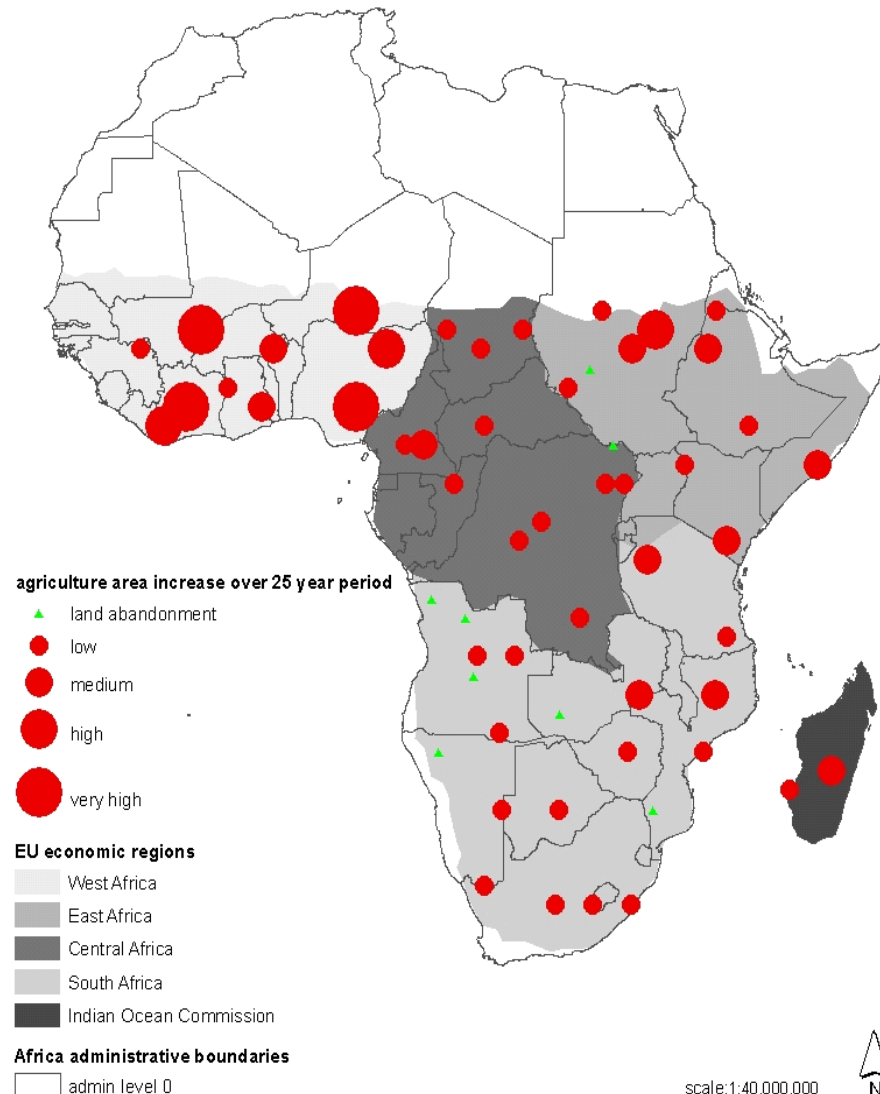 agriculture area increase over 25 year period
land abandonment
low
medium
high
very high
EU economic regions
West Africa
East Africa
Central Africa
South Africa
Indian Ocean Commission
Africa administrative boundaries
admin level 0
scale:1:40.000.000
N